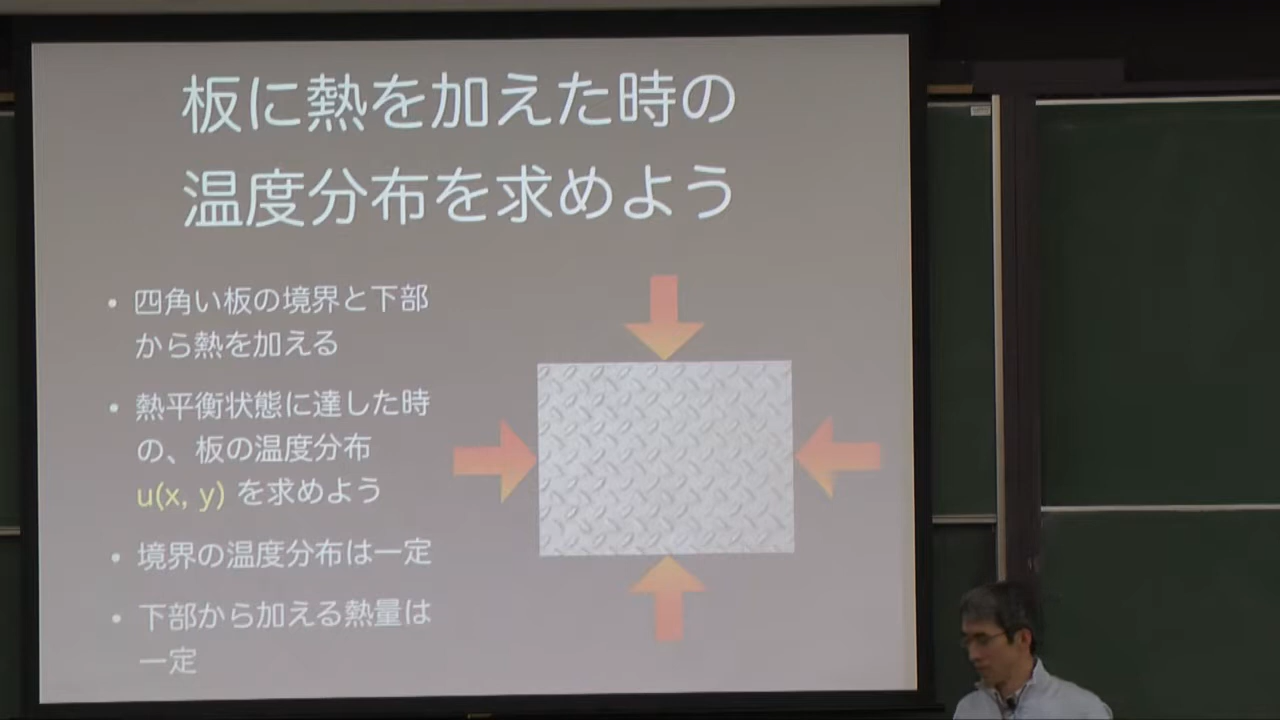 板に熱を加えた時の
温度分布を求めよう
• 四角い板の境界と下部
から熱を加える
• 熱平衡状態に達した時
の、板の温度分布
u(x, y) を求めよう
• 境界の温度分布は一定
• 下部から加える熱量は
一定